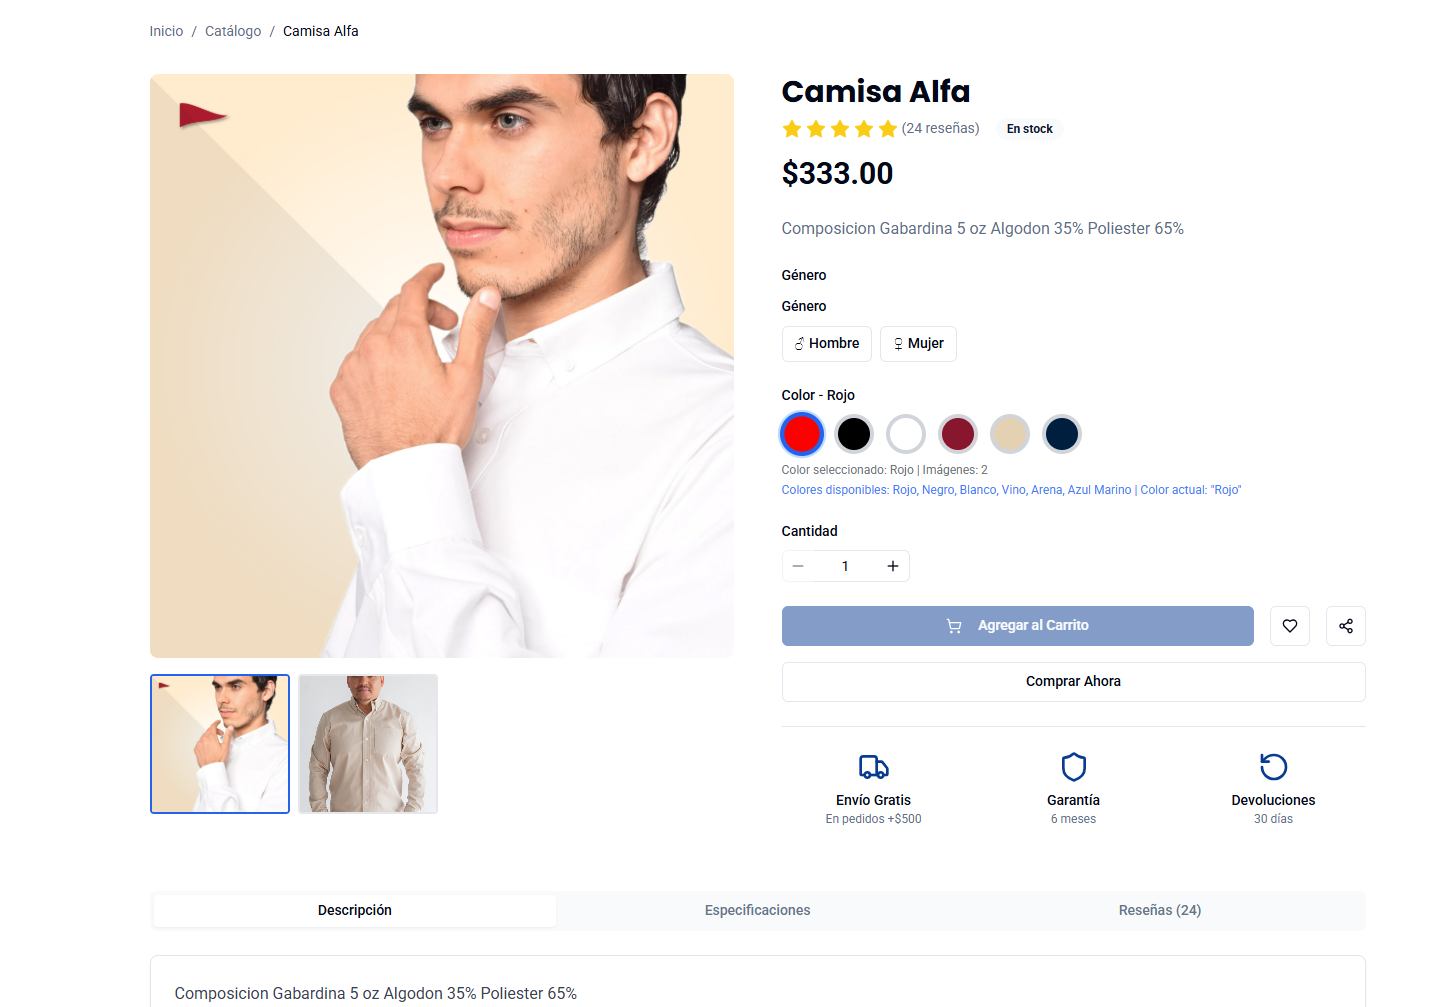 Inicio / Catálogo / Camisa Alfa
Camisa Alfa
(24 reseñas) En stock
$333.00
Composicion Gabardina 5 oz Algodon 35% Poliester 65%
Género
Género
Hombre Mujer
Color - Rojo
Color seleccionado: Rojo | Imágenes: 2
Colores disponibles: Rojo, Negro, Blanco, Vino, Arena, Azul Marino | Color actual: "Rojo"
Cantidad
1
Agregar al Carrito
Comprar Ahora
Envío Gratis
En pedidos +$500
Garantía
6 meses
Devoluciones
30 días
Descripción Especificaciones Reseñas (24)
Composicion Gabardina 5 oz Algodon 35% Poliester 65%